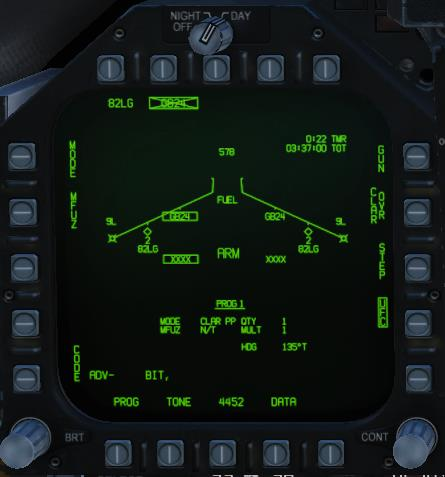 NIGHT DAY
OFF
82LG GB24
0:22 TMR
03:37:00 TOT
578
MODE
GUN
MFUZ
CLAR OVR
FUEL
9L GB24 GB24 9L
2 2
82LG 82LG
STEP
XXXX ARM XXXX
UFC
PROG 1
MODE CLAR PP QTY 1
MFUZ N/T MULT 1
HDG 135°T
CODE
ADV- BIT,
PROG TONE 4452 DATA
BRT CONT